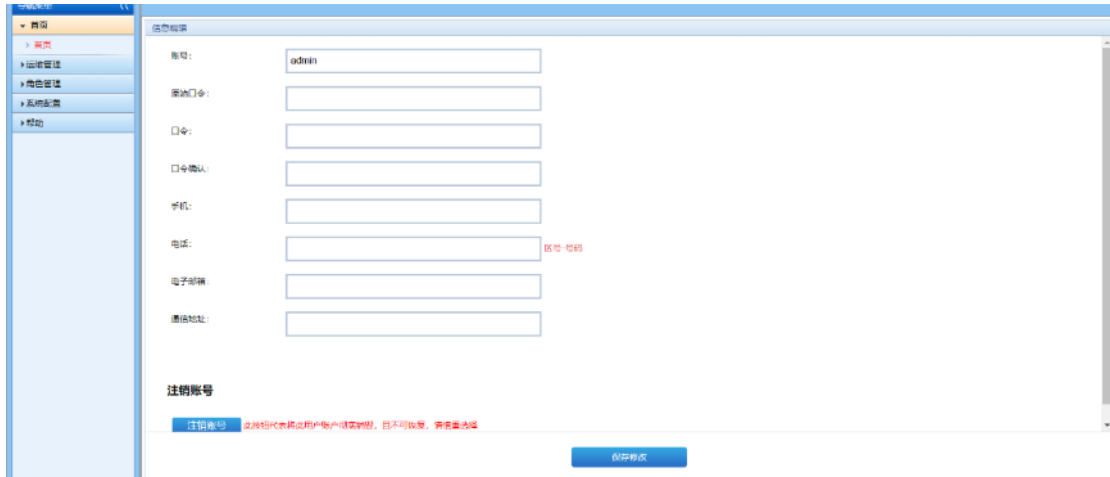 导航菜单
首页
首页
运维管理
角色管理
系统配置
帮助
信息编辑
账号：
admin
原始口令：
口令：
口令确认：
手机：
电话：
区号-号码
电子邮箱：
通信地址：
注销账号
注销账号 此按钮代表将此用户账户彻底销毁，且不可恢复，请慎重选择
保存修改